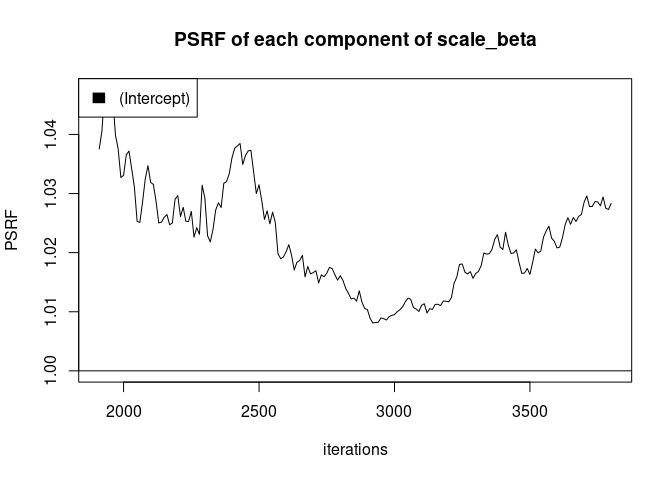 PSRF of each component of scale_beta
(Intercept)
PSRF
1.04
1.03
1.02
1.01
1.00
2000 2500 3000 3500
iterations